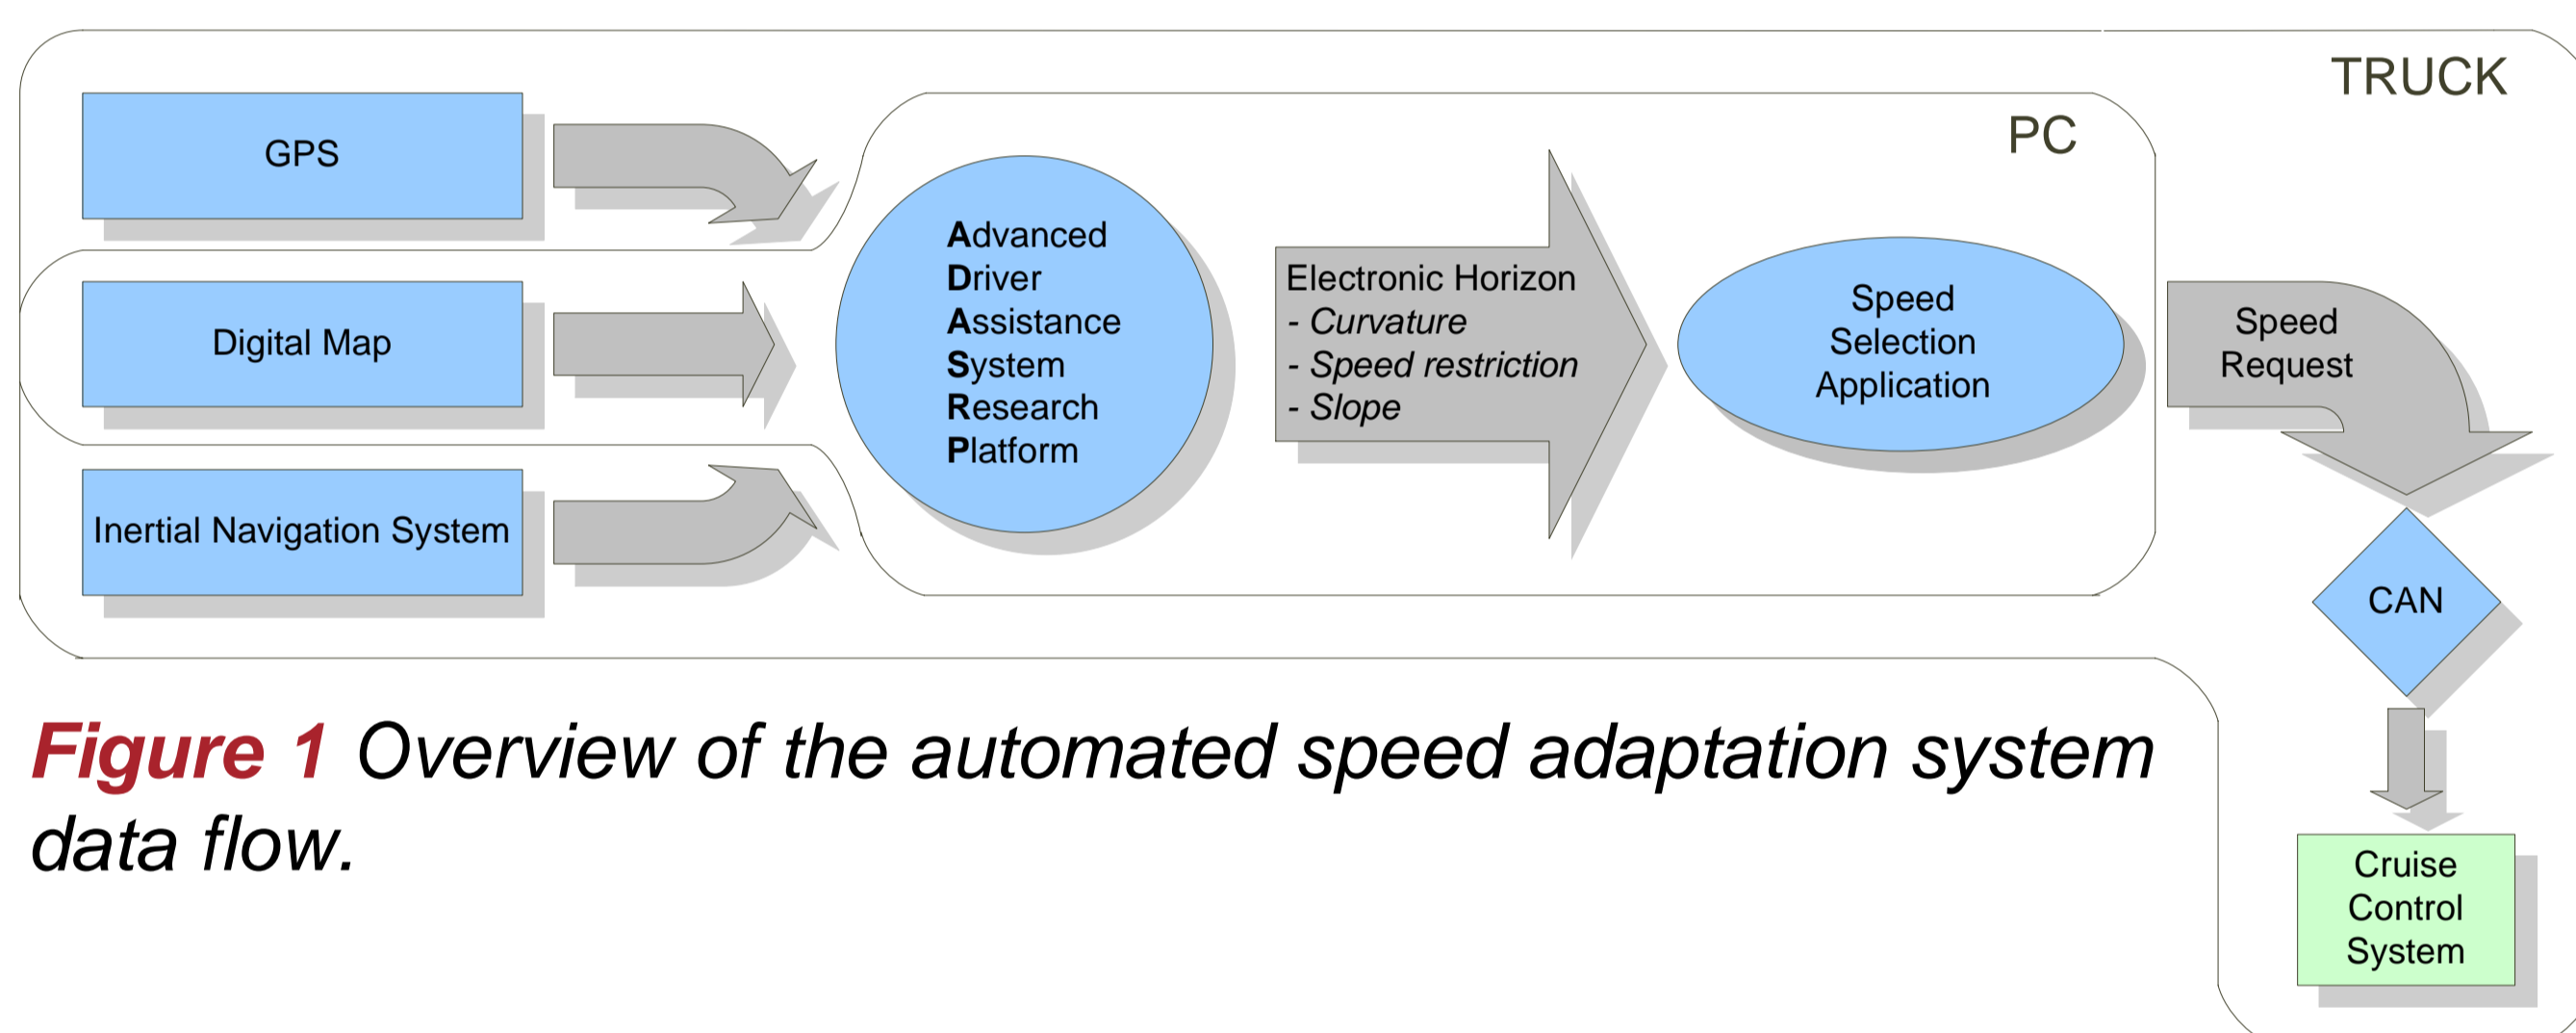 TRUCK
PC
GPS
Digital Map
Inertial Navigation System
Advanced
Driver
Assistance
System
Research
Platform
Electronic Horizon
- Curvature
- Speed restriction
- Slope
Speed
Selection
Application
Speed
Request
CAN
Cruise
Control
System
Figure 1 Overview of the automated speed adaptation system
data flow.